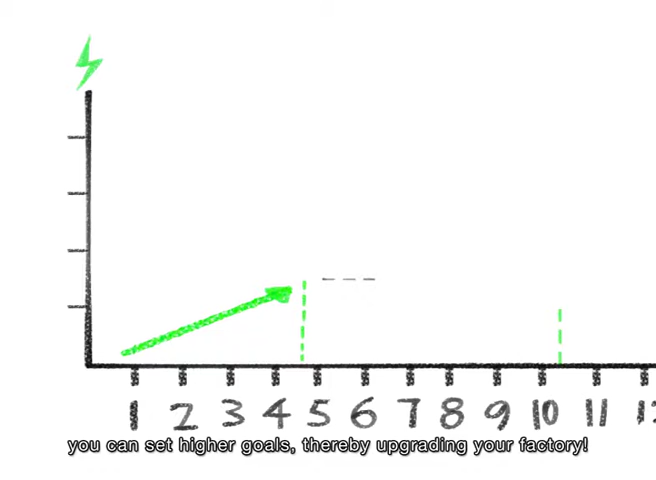 1 2 3 4 5 6 7 8 9 10 11
you can set higher goals, thereby upgrading your factory!